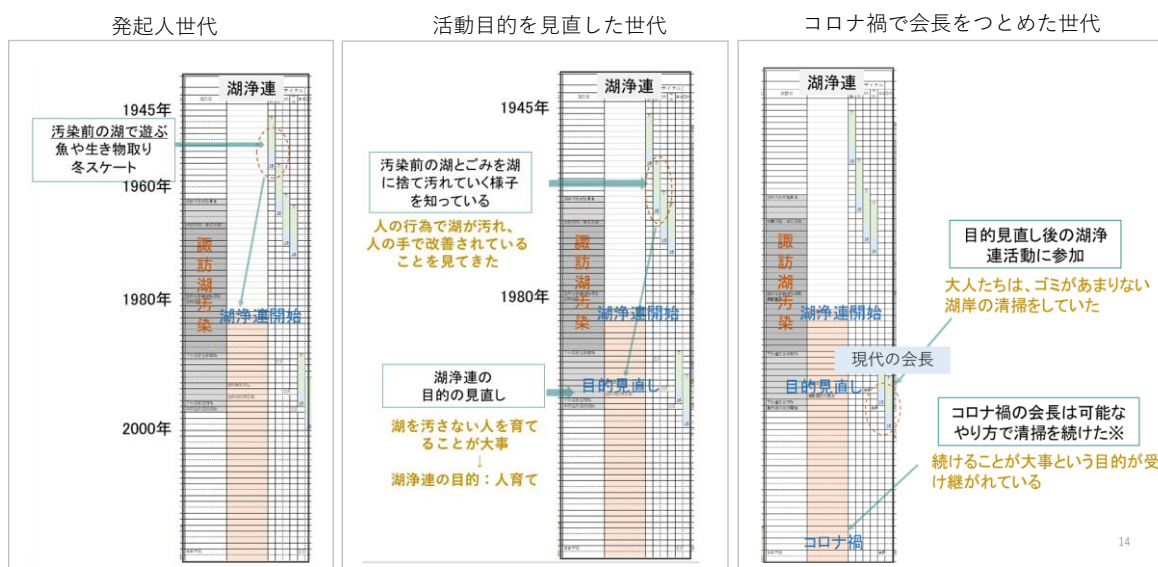 発起人世代
活動目的を見直した世代
コロナ禍で会長をつとめた世代
湖浄連
1945年
汚染前の湖で遊ぶ
魚や生き物取り
冬スケート
1960年
諏訪湖汚染
1980年
湖浄連開始
2000年
湖浄連
1945年
汚染前の湖とごみを湖
に捨て汚れていく様子
を知っている
人の行為で湖が汚れ、
人の手で改善されている
ことを見てきた
諏訪湖汚染
1980年
湖浄連開始
湖浄連の
目的の見直し
目的見直し
湖を汚さない人を育て
ることが大事
↓
湖浄連の目的：人育て
2000年
湖浄連
諏訪湖汚染
目的見直し後の湖浄
連活動に参加
大人たちは、ゴミがあまりない
湖岸の清掃をしていた
湖浄連開始
現代の会長
目的見直し
コロナ禍の会長は可能な
やり方で清掃を続けた※
続けることが大事という目的が受
け継がれている
コロナ禍
14